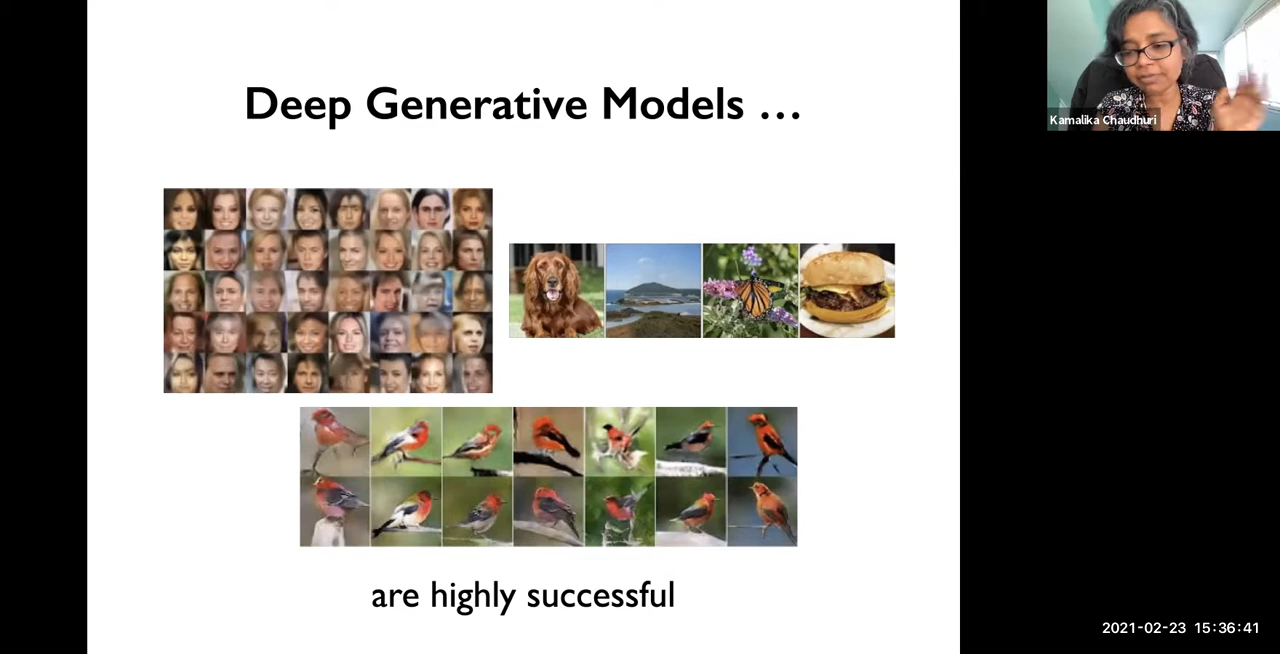 Deep Generative Models …
Kamalika Chaudhuri
are highly successful
2021-02-23 15:36:41